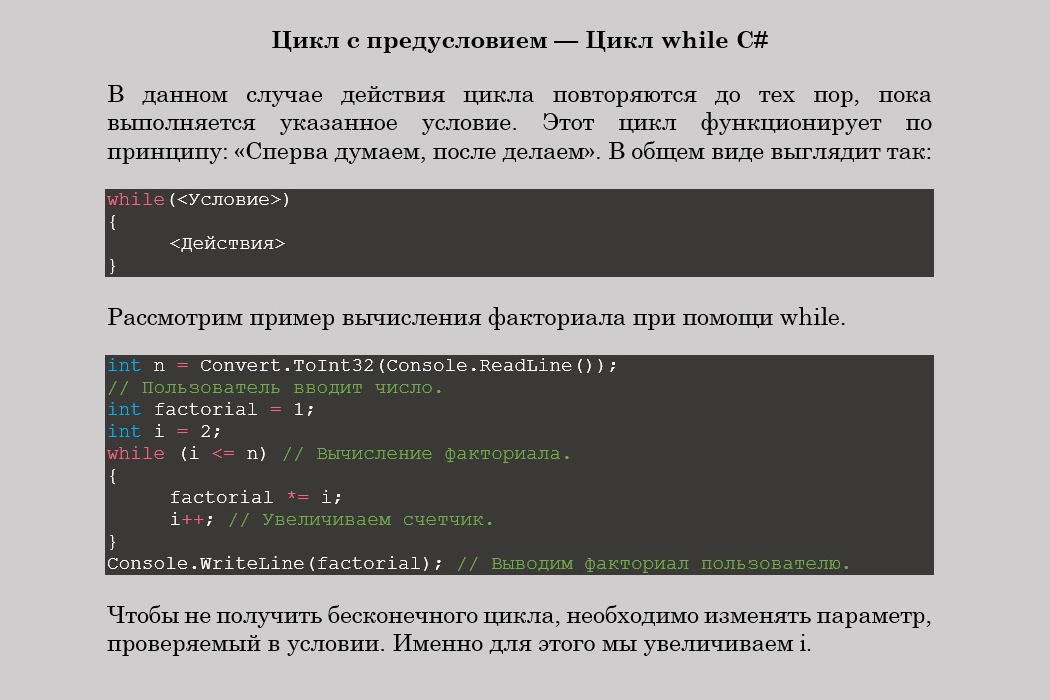 Цикл с предусловием — Цикл while C#
В данном случае действия цикла повторяются до тех пор, пока
выполняется указанное условие. Этот цикл функционирует по
принципу: «Сперва думаем, после делаем». В общем виде выглядит так:
while(<Условие>)
{
<Действия>
}
Рассмотрим пример вычисления факториала при помощи while.
int n = Convert.ToInt32(Console.ReadLine());
// Пользователь вводит число.
int factorial = 1;
int i = 2;
while (i <= n) // Вычисление факториала.
{
factorial *= i;
i++; // Увеличиваем счетчик.
}
Console.WriteLine(factorial); // Выводим факториал пользователю.
Чтобы не получить бесконечного цикла, необходимо изменять параметр,
проверяемый в условии. Именно для этого мы увеличиваем i.